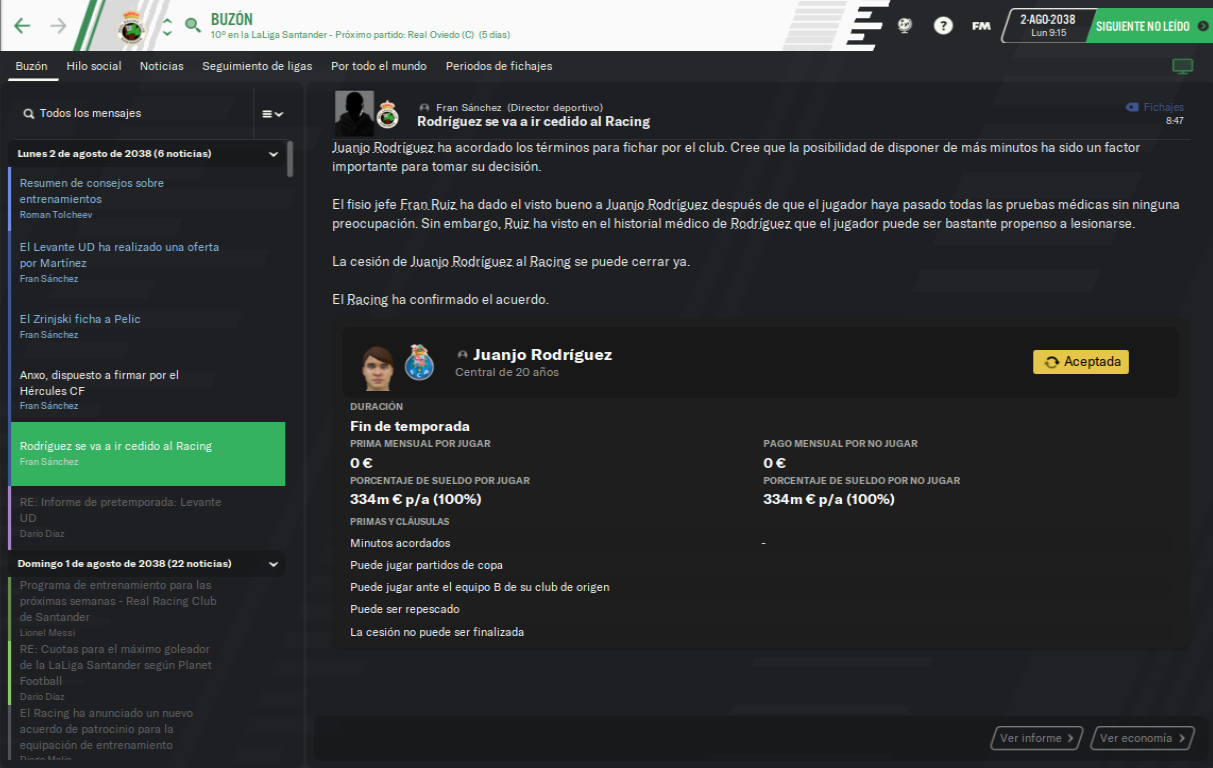 BUZÓN
10º en la LaLiga Santander - Próximo partido: Real Oviedo (C) (5 días)
?
FM
2-AGO-2038
Lun 9:15
SIGUIENTE NO LEÍDO
Buzón
Hilo social
Noticias
Seguimiento de ligas
Por todo el mundo
Periodos de fichajes
Todos los mensajes
Lunes 2 de agosto de 2038 (6 noticias)
Resumen de consejos sobre
entrenamientos
Roman Tolcheev
El Levante UD ha realizado una oferta
por Martínez
Fran Sánchez
El Zrinjski ficha a Pelic
Fran Sánchez
Anxo, dispuesto a firmar por el
Hércules CF
Fran Sánchez
Rodríguez se va a ir cedido al Racing
Fran Sánchez
RE: Informe de pretemporada: Levante
UD
Darío Díaz
Domingo 1 de agosto de 2038 (22 noticias)
Programa de entrenamiento para las
próximas semanas - Real Racing Club
de Santander
Lionel Messi
RE: Cuotas para el máximo goleador
de la LaLiga Santander según Planet
Football
Darío Díaz
El Racing ha anunciado un nuevo
acuerdo de patrocinio para la
equipación de entrenamiento
Fran Sánchez (Director deportivo)
Rodríguez se va a ir cedido al Racing
Fichajes
8:47
Juanjo Rodríguez ha acordado los términos para fichar por el club. Cree que la posibilidad de disponer de más minutos ha sido un factor
importante para tomar su decisión.
El fisio jefe Fran Ruiz ha dado el visto bueno a Juanjo Rodríguez después de que el jugador haya pasado todas las pruebas médicas sin ninguna
preocupación. Sin embargo, Ruiz ha visto en el historial médico de Rodríguez que el jugador puede ser bastante propenso a lesionarse.
La cesión de Juanjo Rodríguez al Racing se puede cerrar ya.
El Racing ha confirmado el acuerdo.
Juanjo Rodríguez
Central de 20 años
Aceptada
DURACIÓN
Fin de temporada
PRIMA MENSUAL POR JUGAR
PAGO MENSUAL POR NO JUGAR
0 €
0 €
PORCENTAJE DE SUELDO POR JUGAR
PORCENTAJE DE SUELDO POR NO JUGAR
334m € p/a (100%)
334m € p/a (100%)
PRIMAS Y CLÁUSULAS
Minutos acordados
-
Puede jugar partidos de copa
Puede jugar ante el equipo B de su club de origen
Puede ser repescado
La cesión no puede ser finalizada
Ver informe
Ver economía